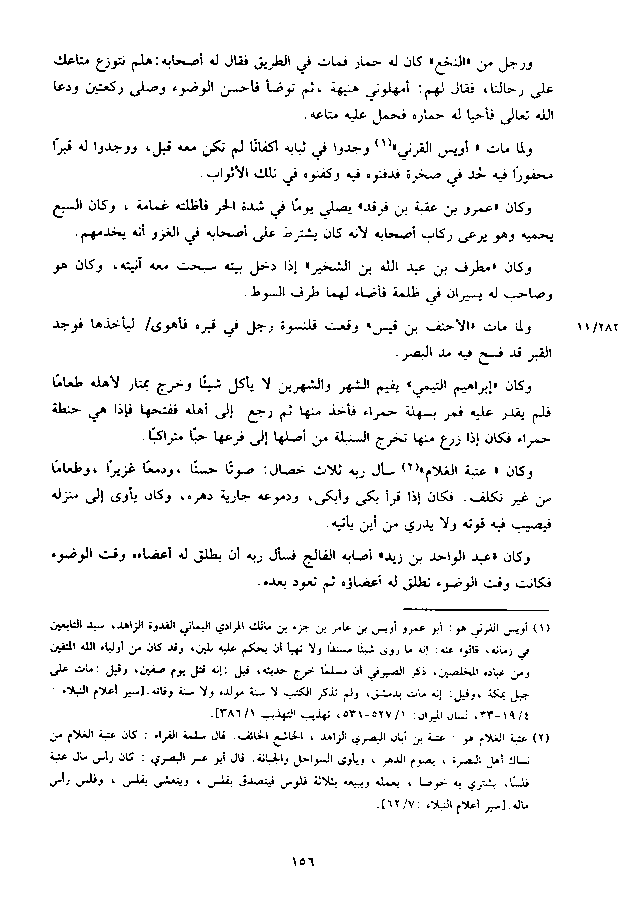 ورجل من «النخع» كان له حمار فمات في الطريق فقال له أصحابه: هلم نتوزع متاعك
على رحالنا، فقال لهم: أمهلوني هنيهة ، ثم توضأ فأحسن الوضوء وصلى ركعتين ودعا
الله تعالى فأحيا له حماره فحمل عليه متاعه.
ولما مات « أويس القرني»(١) وجدوا في ثيابه أكفانًا لم تكن معه قبل، ووجدوا له قبرًا
محفورًا فيه لحد في صخرة فدفنوه فيه وكفنوه في تلك الأثواب.
وكان «عمرو بن عقبة بن فرقد» يصلي يومًا في شدة الحر فأظلته غمامة ، وكان السبع
يحميه وهو يرعى ركاب أصحابه لأنه كان يشترط على أصحابه في الغزو أنه يخدمهم.
وكان «مطرف بن عبد الله بن الشخير» إذا دخل بيته سبحت معه آنيته، وكان هو
وصاحب له يسيران في ظلمة فأضاء لهما طرف السوط.
ولما مات «الأحنف بن قيس» وقعت قلنسوة رجل في قبره فأهوى/ ليأخذها فوجد
١١/٢٨٢
القبر قد فسح فيه مد البصر.
وكان «إبراهيم التيمي» يقيم الشهر والشهرين لا يأكل شيئًا وخرج يمتار لأهله طعامًا
فلم يقدر عليه فمر بسهلة حمراء فأخذ منها ثم رجع إلى أهله ففتحها فإذا هي حنطة
حمراء فكان إذا زرع منها تخرج السنبلة من أصلها إلى فرعها حبًا متراكبًا.
وكان « عتبة الغلام»(٢) سأل ربه ثلاث خصال: صوتًا حسنًا ،ودمعًا غزيرًا ،وطعامًا
من غير تكلف. فكان إذا قرأ بكى وأبكى، ودموعه جارية دهره، وكان يأوى إلى منزله
فيصيب فيه قوته ولا يدري من أين يأتيه.
وكان «عبد الواحد بن زيد» أصابه الفالج فسأل ربه أن يطلق له أعضاءه وقت الوضوء
فكانت وقت الوضوء تطلق له أعضاؤه ثم تعود بعده.
(١) أويس القرني هو: أبو عمرو أويس بن عامر بن جزء بن مالك المرادي اليماني القدوة الزاهد، سيد التابعين
في زمانه، قالوا عنه: إنه ما روى شيئًا مسندًا ولا تهيأ أن يحكم عليه بلين، وقد كان من أولياء الله المتقين
ومن عباده المخلصين، ذكر الصيرفي أن مسلمًا خرج حديثه، قيل :إنه قتل يوم صفين، وقيل: مات على
جبل بمكة ،وقيل: إنه مات بدمشق، ولم تذكر الكتب لا سنة مولده ولا سنة وفاته.[سير أعلام النبلاء :
٤/ ١٩-٣٣، لسان الميزان: ١/ ٥٢٧-٥٣١، تهذيب التهذيب ١/ ٣٨٦].
(٢) عتبة الغلام هو : عتبة بن أبان البصري الزاهد ، الخاشع الخائف. قال سلمة الفراء : كان عتبة الغلام من
نساك أهل البصرة ، يصوم الدهر ، ويأوى السواحل والجبانة. قال أبو عمر البصري : كان رأس مال عتبة
فلسًا، يشتري به خوصا ، يعمله ويبيعه بثلاثة فلوس فيتصدق بفلس ، ويتعشى بفلس ، وفلس رأس
ماله.[سير أعلام النبلاء :٧/ ٦٢].
١٥٦